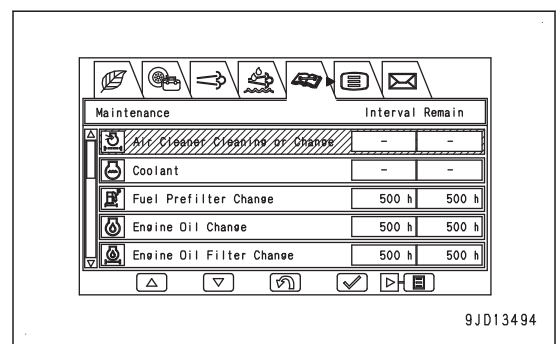 Maintenance Interval Remain
Air Cleaner Cleaning or Change - -
Coolant - -
Fuel Prefilter Change 500 h 500 h
Engine Oil Change 500 h 500 h
Engine Oil Filter Change 500 h 500 h
9JD13494